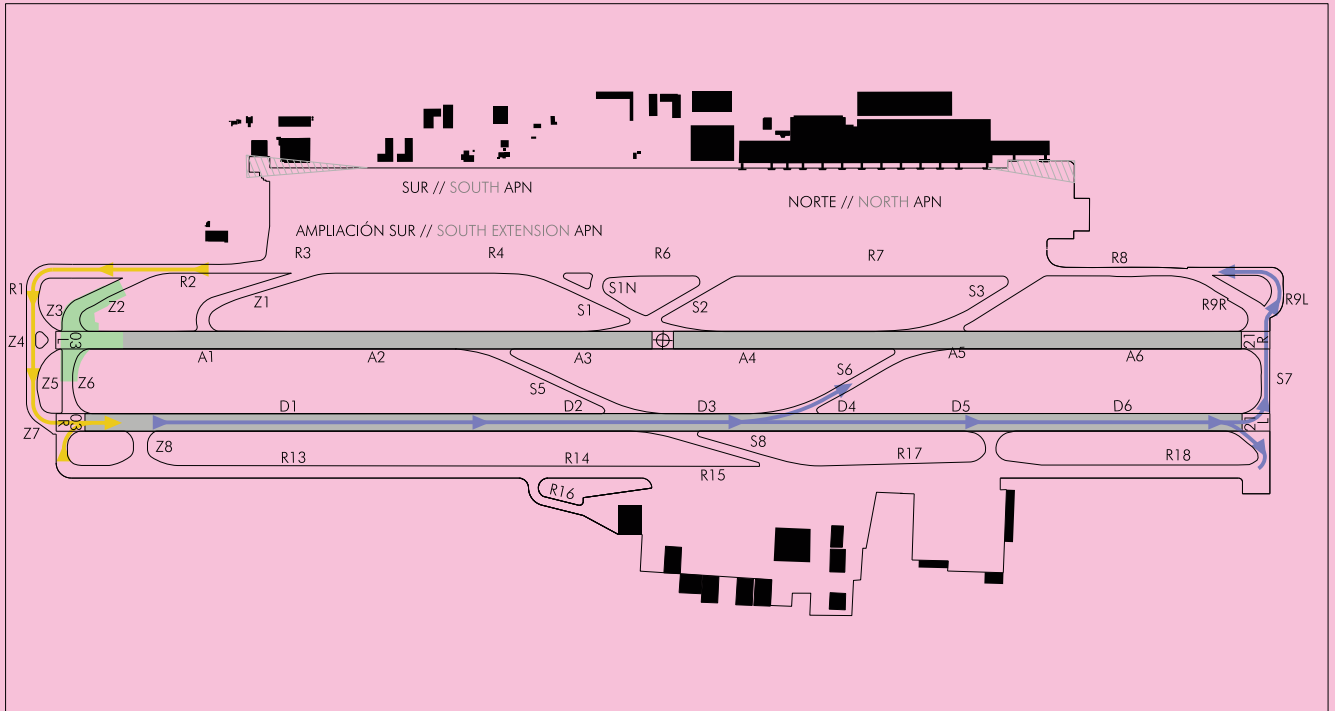 SUR // SOUTH APN
NORTE // NORTH APN
AMPLIACIÓN SUR // SOUTH EXTENSION APN
R3
R4
R6
R7
R8
R1
R2
Z3
Z2
Z1
S1N
S1
S2
S3
R9R
R9L
Z4
03
L
21
R
A1
A2
A3
A4
A5
A6
Z5
Z6
S5
S6
S7
D1
D2
D3
D4
D5
D6
Z7
03
R
21
L
Z8
S8
R13
R14
R15
R17
R18
R16